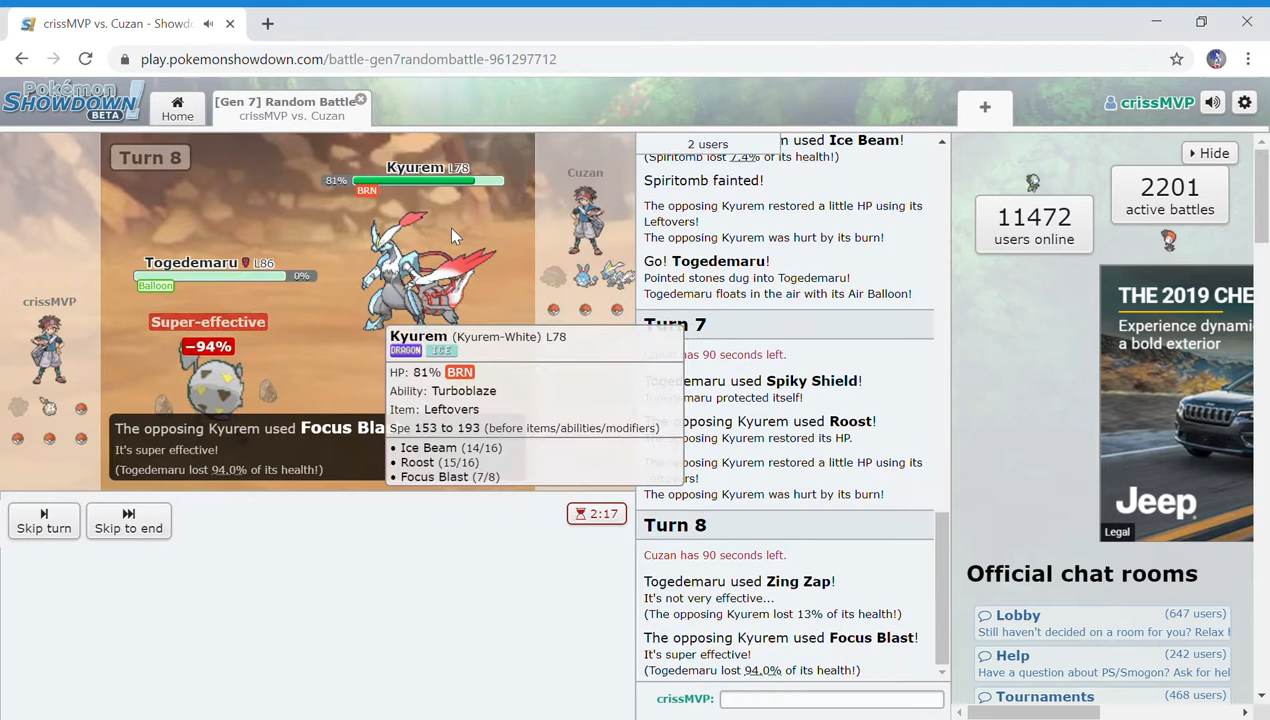 crissMVP vs. Cuzan - Showd
play.pokemonshowdown.com/battle-gen7randombattle-961297712
Pokémon
SHOWDOWN!
BETA
Home
[Gen 7] Random Battle
crissMVP vs. Cuzan
+
crissMVP
Turn 8
Kyurem L78
81%
BRN
Togedemaru L86
0%
Balloon
Super-effective
−94%
crissMVP
Cuzan
Kyurem (Kyurem-White) L78
DRAGON ICE
HP: 81% BRN
Ability: Turboblaze
Item: Leftovers
Spe 153 to 193 (before items/abilities/modifiers)
• Ice Beam (14/16)
• Roost (15/16)
• Focus Blast (7/8)
The opposing Kyurem used Focus Bla
It's super effective!
(Togedemaru lost 94.0% of its health!)
Skip turn
Skip to end
2:17
2 users
m used Ice Beam!
(Spiritomb lost 7.4% of its health!)
Spiritomb fainted!
The opposing Kyurem restored a little HP using its
Leftovers!
The opposing Kyurem was hurt by its burn!
Go! Togedemaru!
Pointed stones dug into Togedemaru!
Togedemaru floats in the air with its Air Balloon!
Turn 7
has 90 seconds left.
Togedemaru used Spiky Shield!
Togedemaru protected itself!
The opposing Kyurem used Roost!
Kyurem restored its HP.
Kyurem restored a little HP using its
The opposing Kyurem was hurt by its burn!
Turn 8
Cuzan has 90 seconds left.
Togedemaru used Zing Zap!
It's not very effective...
(The opposing Kyurem lost 13% of its health!)
The opposing Kyurem used Focus Blast!
It's super effective!
(Togedemaru lost 94.0% of its health!)
crissMVP:
Hide
11472
users online
2201
active battles
THE 2019 CHE
Experience dynami
a bold exterior
Jeep
Legal
Official chat rooms
Lobby
(647 users)
Still haven't decided on a room for you? Relax
Help
(242 users)
Have a question about PS/Smogon? Ask for hel
Tournaments
(468 users)